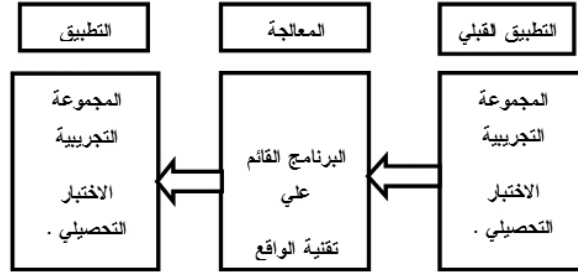 التطبيق القبلي
المعالجة
التطبيق
المجموعة
التجريبية
الاختبار
التحصيلي .
البرنامج القائم
علي
تقنية الواقع
المجموعة
التجريبية
الاختبار
التحصيلي .